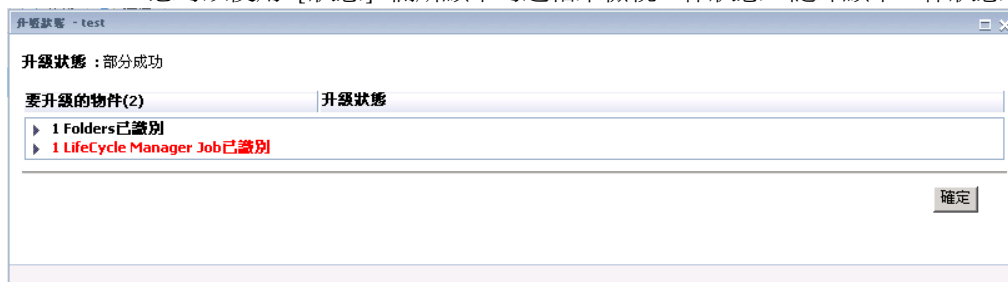 升級狀態 - test
升級狀態 : 部分成功
要升級的物件(2) 升級狀態
1 Folders已識別
1 LifeCycle Manager Job已識別
確定